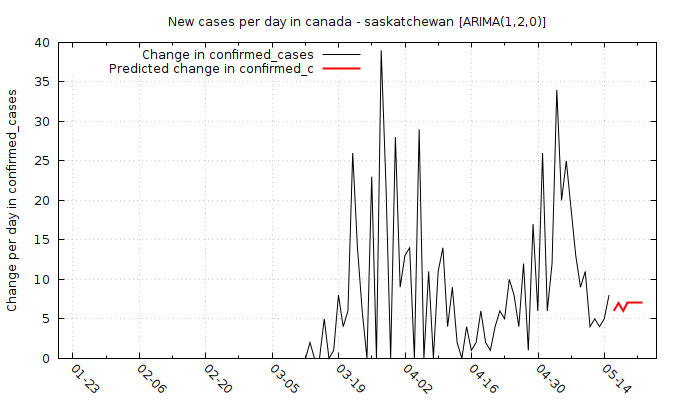 New cases per day in canada - saskatchewan [ARIMA(1,2,0)]
Change in confirmed_cases
Predicted change in confirmed_c
Change per day in confirmed_cases
40
35
30
25
20
15
10
5
0
01-23 02-06 02-20 03-05 03-19 04-02 04-16 04-30 05-14